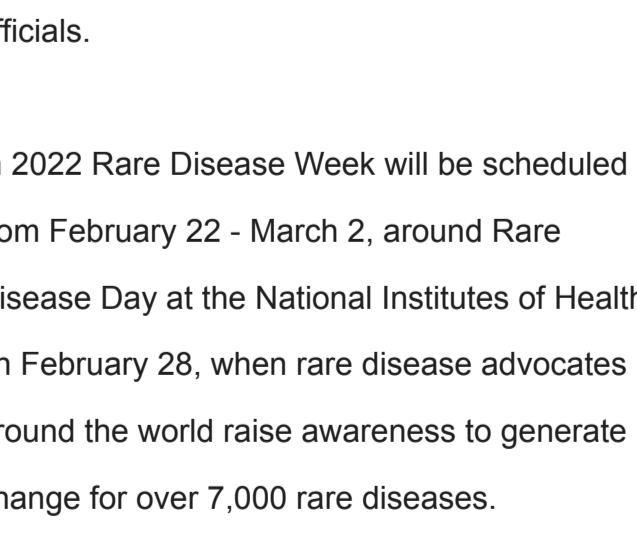 fficials.
2022 Rare Disease Week will be scheduled
om February 22 - March 2, around Rare
isease Day at the National Institutes of Health
n February 28, when rare disease advocates
round the world raise awareness to generate
hange for over 7,000 rare diseases.